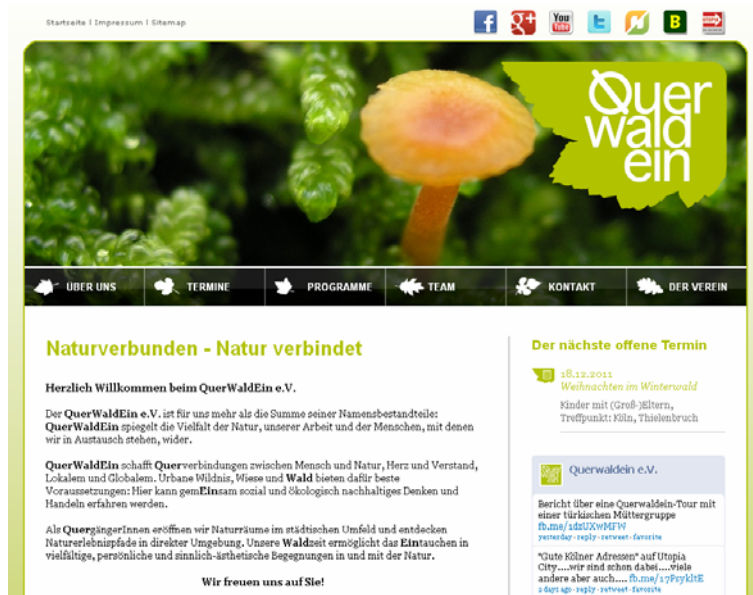 Startseite | Impressum | Sitemap
You
Tube
Quer
wald
ein
ÜBER UNS
TERMINE
PROGRAMME
TEAM
KONTAKT
DER VEREIN
Naturverbunden - Natur verbindet
Herzlich Willkommen beim QuerWaldEin e.V.
Der QuerWaldEin e.V. ist für uns mehr als die Summe seiner Namensbestandteile:
QuerWaldEin spiegelt die Vielfalt der Natur, unserer Arbeit und der Menschen, mit denen
wir in Austausch stehen, wider.
QuerWaldEin schafft Querverbindungen zwischen Mensch und Natur, Herz und Verstand,
Lokalem und Globalem. Urbane Wildnis, Wiese und Wald bieten dafür beste
Voraussetzungen: Hier kann gemEinsam sozial und ökologisch nachhaltiges Denken und
Handeln erfahren werden.
Als QuergängerInnen eröffnen wir Naturräume im städtischen Umfeld und entdecken
Naturerlebnispfade in direkter Umgebung. Unsere Waldzeit ermöglicht das Eintauchen in
vielfältige, persönliche und sinnlich-ästhetische Begegnungen in und mit der Natur.
Wir freuen uns auf Sie!
Der nächste offene Termin
18.12.2011
Weihnachten im Winterwald
Kinder mit (Groß-)Eltern,
Treffpunkt: Köln, Thielenbruch
Querwaldein e.V.
Bericht über eine Querwaldein-Tour mit
einer türkischen Müttergruppe
fb.me/1dzUXwMFW
yesterday · reply · retweet · favorite
"Gute Kölner Adressen" auf Utopia
City....wir sind schon dabei....viele
andere aber auch.... fb.me/17PsykltE
2 days ago · reply · retweet · favorite